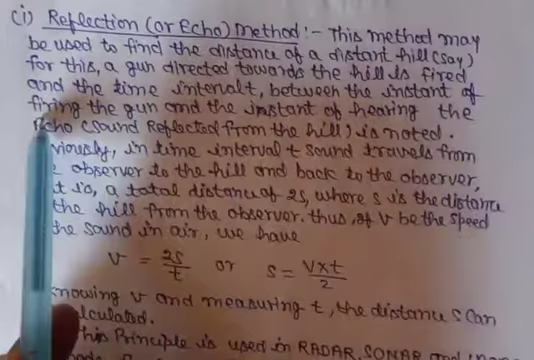 (i) Reflection (or Echo) Method :- This method may
be used to find the distance of a distant hill (say)
for this, a gun directed towards the hill is fired
and the time interval t, between the instant of
firing the gun and the instant of hearing the
Echo (sound Reflected from the hill) is noted.
viously, in time interval t sound travels from
observer to the hill and back to the observer,
t is, a total distance of 2s, where s is the distance
the hill from the observer. thus, if v be the speed
the sound in air, we have
v = 2s/t or s = v×t/2
nowing v and measuring t, the distance s can
lculated.
his Principle is used in RADAR, SONAR and